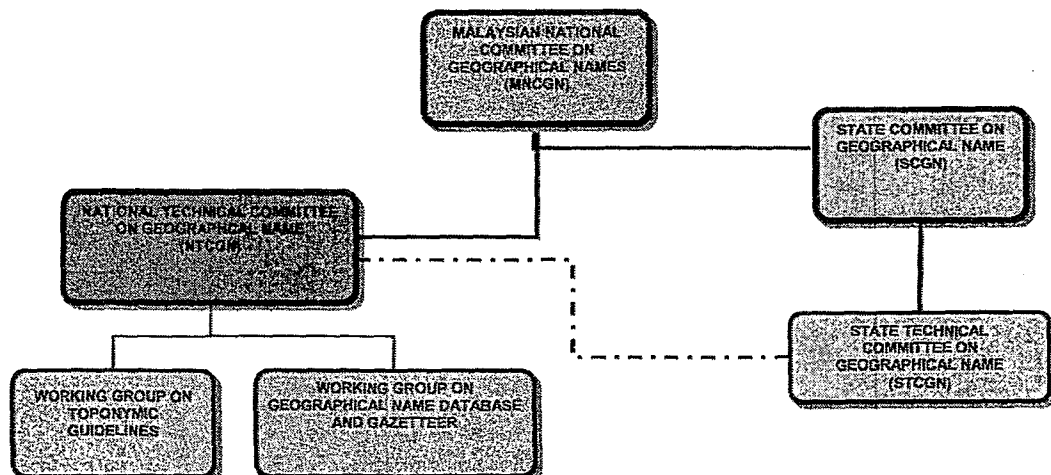 MALAYSIAN NATIONAL
COMMITTEE ON
GEOGRAPHICAL NAMES
(MNCGN)
STATE COMMITTEE ON
GEOGRAPHICAL NAME
(SCGN)
NATIONAL TECHNICAL COMMITTEE
ON GEOGRAPHICAL NAME
STATE TECHNICAL
COMMITTEE ON
GEOGRAPHICAL NAME
(STCGN)
WORKING GROUP ON
TOPONYMIC
GUIDELINES
WORKING GROUP ON
GEOGRAPHICAL NAME DATABASE
AND GAZETTEER